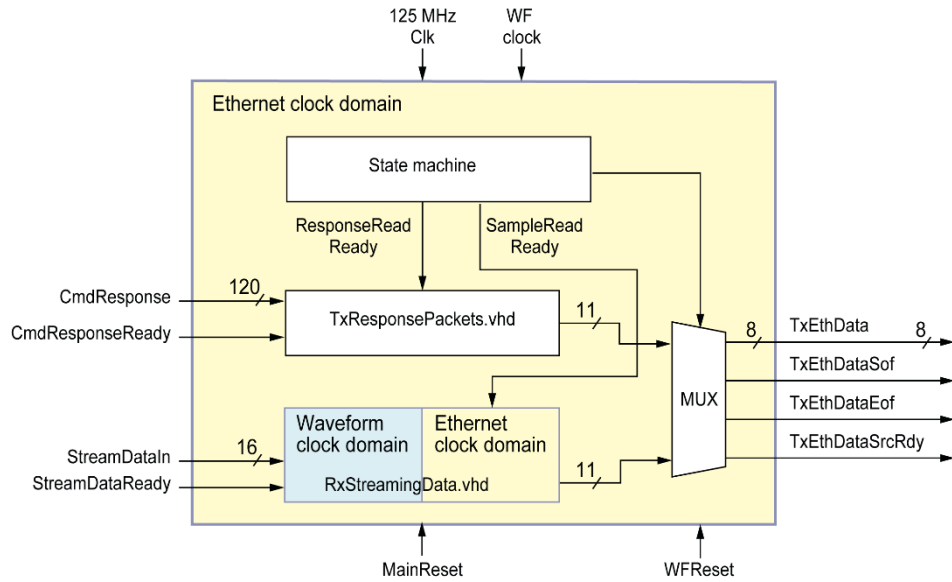 125 MHz
Clk
WF
clock
Ethernet clock domain
State machine
ResponseRead
Ready
SampleRead
Ready
CmdResponse
120
CmdResponseReady
TxResponsePackets.vhd
11
8
TxEthData
8
TxEthDataSof
MUX
TxEthDataEof
TxEthDataSrcRdy
Waveform
clock domain
Ethernet
clock domain
StreamDataIn
16
StreamDataReady
RxStreamingData.vhd
11
MainReset
WFReset